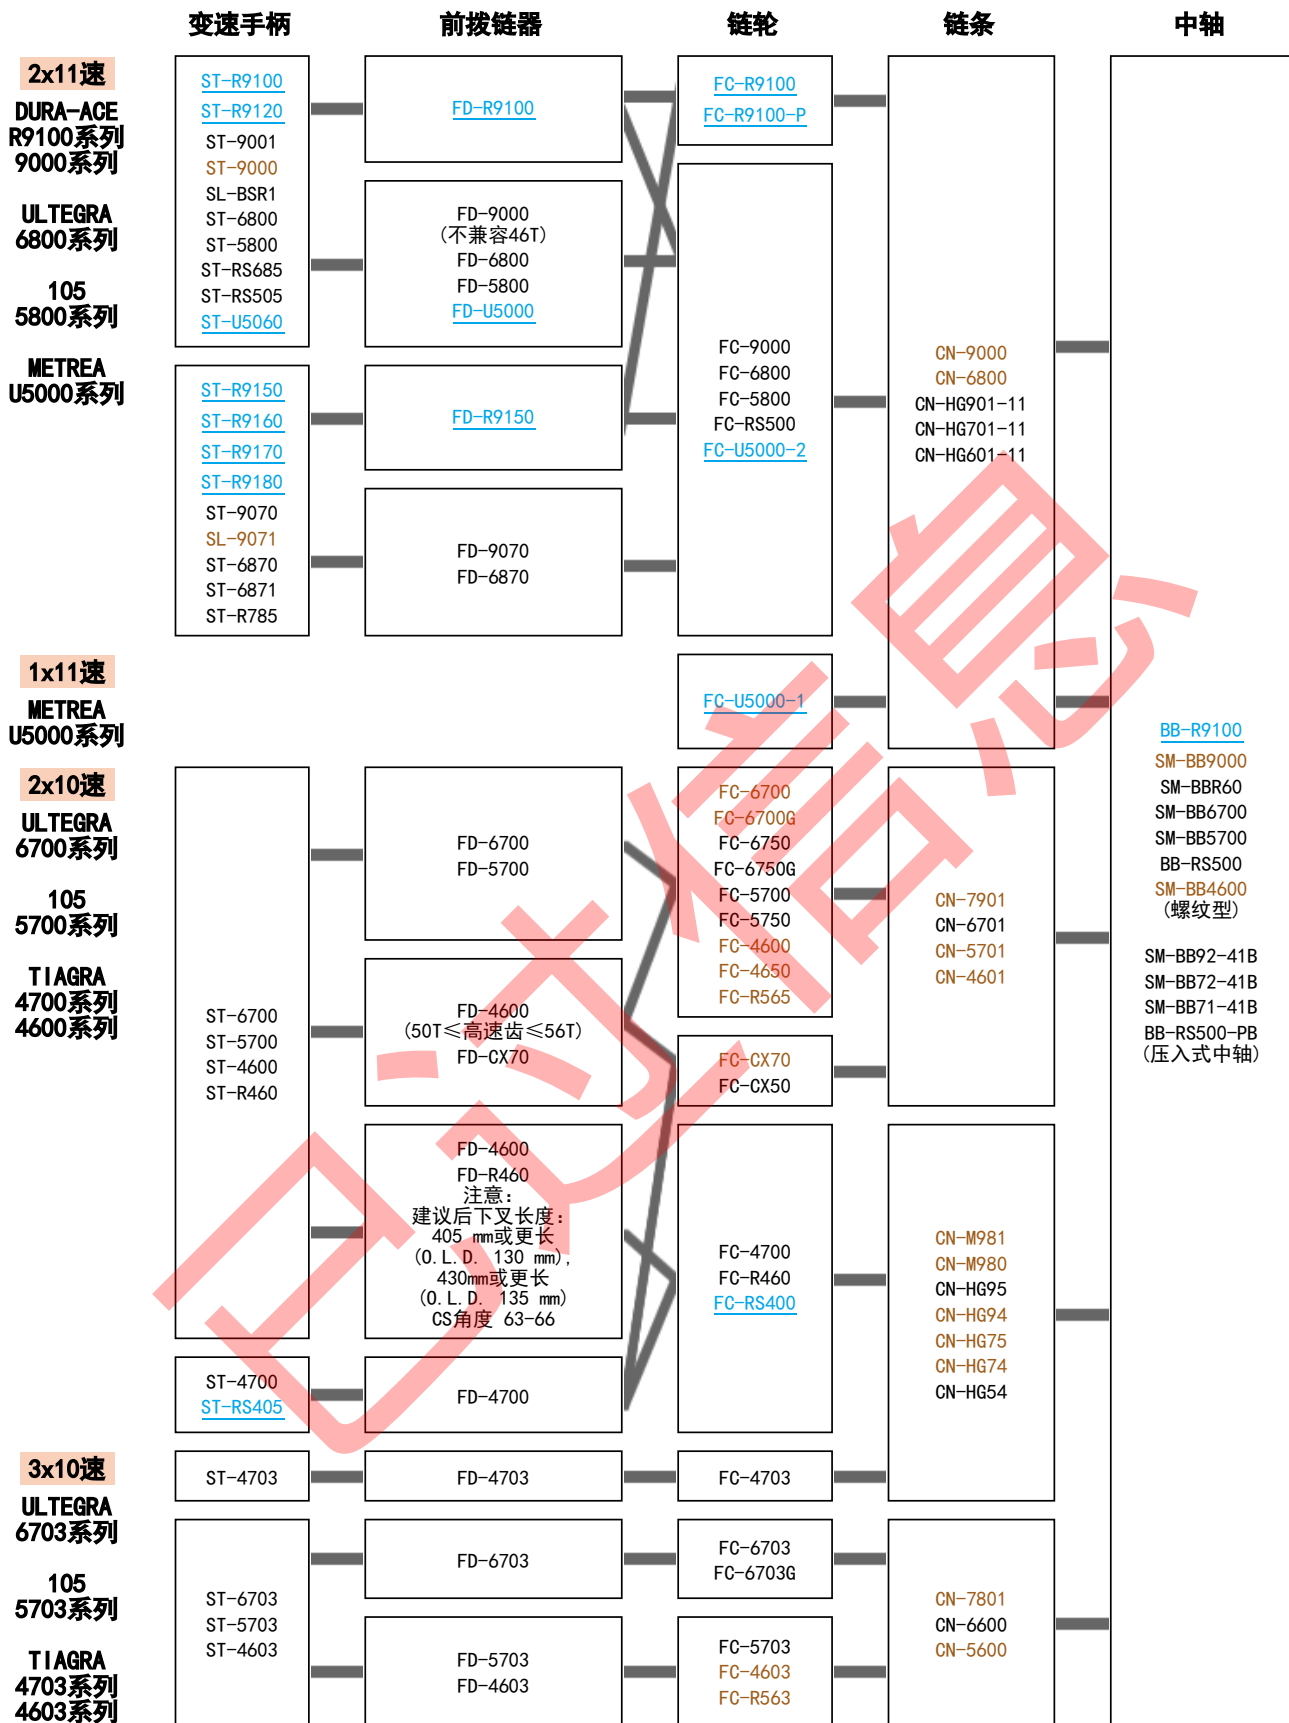 变速手柄
前拨链器
链轮
链条
中轴
2x11速
DURA-ACE
R9100系列
9000系列
ULTEGRA
6800系列
105
5800系列
METREA
U5000系列
ST-R9100
ST-R9120
ST-9001
ST-9000
SL-BSR1
ST-6800
ST-5800
ST-RS685
ST-RS505
ST-U5060
FD-R9100
FD-9000
(不兼容46T)
FD-6800
FD-5800
FD-U5000
ST-R9150
ST-R9160
ST-R9170
ST-R9180
ST-9070
SL-9071
ST-6870
ST-6871
ST-R785
FD-R9150
FD-9070
FD-6870
FC-R9100
FC-R9100-P
FC-9000
FC-6800
FC-5800
FC-RS500
FC-U5000-2
CN-9000
CN-6800
CN-HG901-11
CN-HG701-11
CN-HG601-11
1x11速
METREA
U5000系列
FC-U5000-1
2x10速
ULTEGRA
6700系列
105
5700系列
TIAGRA
4700系列
4600系列
ST-6700
ST-5700
ST-4600
ST-R460
FD-6700
FD-5700
FD-4600
(50T≤高速齿≤56T)
FD-CX70
FD-4600
FD-R460
注意:
建议后下叉长度:
405 mm或更长
(O.L.D. 130 mm),
430mm或更长
(O.L.D. 135 mm)
CS角度 63-66
ST-4700
ST-RS405
FD-4700
FC-6700
FC-6700G
FC-6750
FC-6750G
FC-5700
FC-5750
FC-4600
FC-4650
FC-R565
FC-CX70
FC-CX50
FC-4700
FC-R460
FC-RS400
CN-7901
CN-6701
CN-5701
CN-4601
CN-M981
CN-M980
CN-HG95
CN-HG94
CN-HG75
CN-HG74
CN-HG54
3x10速
ULTEGRA
6703系列
105
5703系列
TIAGRA
4703系列
4603系列
ST-4703
FD-4703
FC-4703
ST-6703
ST-5703
ST-4603
FD-6703
FD-5703
FD-4603
FC-6703
FC-6703G
FC-5703
FC-4603
FC-R563
CN-7801
CN-6600
CN-5600
BB-R9100
SM-BB9000
SM-BBR60
SM-BB6700
SM-BB5700
BB-RS500
SM-BB4600
(螺纹型)
SM-BB92-41B
SM-BB72-41B
SM-BB71-41B
BB-RS500-PB
(压入式中轴)
已过信息